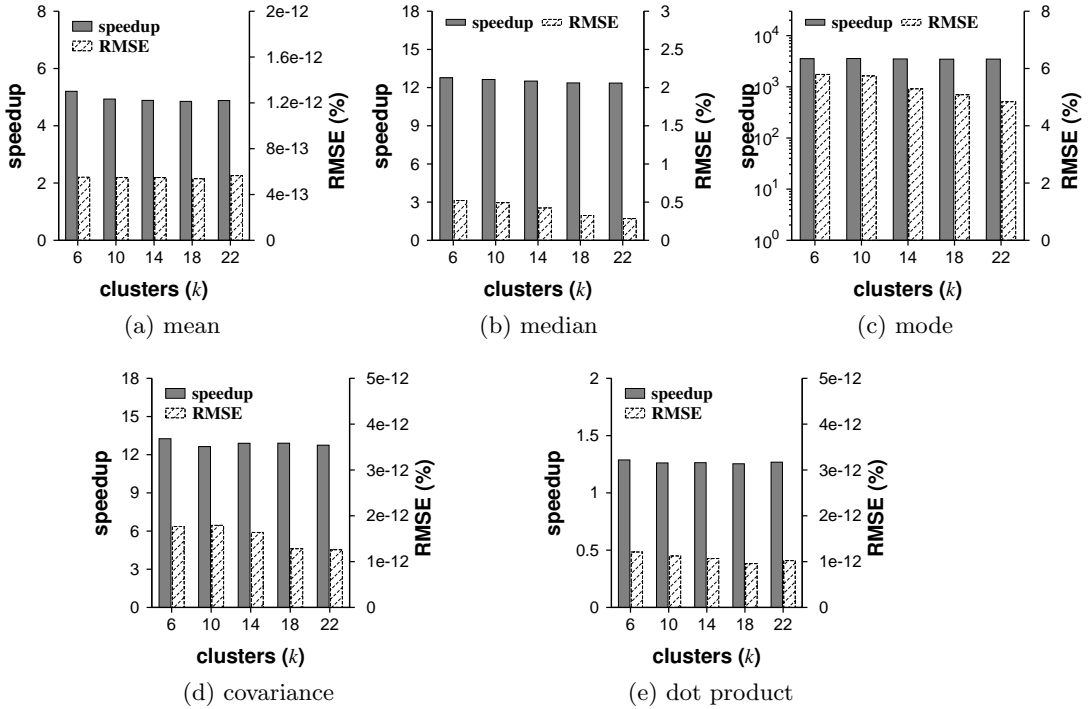 8
6
4
2
0
speedup
2e-12
1.6e-12
1.2e-12
8e-13
4e-13
0
RMSE (%)
speedup
RMSE
6 10 14 18 22
clusters (k)
(a) mean
18
15
12
9
6
3
0
speedup
3
2.5
2
1.5
1
0.5
0
RMSE (%)
speedup RMSE
6 10 14 18 22
clusters (k)
(b) median
10^4
10^3
10^2
10^1
10^0
speedup
8
6
4
2
0
RMSE (%)
speedup RMSE
6 10 14 18 22
clusters (k)
(c) mode
18
15
12
9
6
3
0
speedup
5e-12
4e-12
3e-12
2e-12
1e-12
0
RMSE (%)
speedup
RMSE
6 10 14 18 22
clusters (k)
(d) covariance
2
1.5
1
0.5
0
speedup
5e-12
4e-12
3e-12
2e-12
1e-12
0
RMSE (%)
speedup
RMSE
6 10 14 18 22
clusters (k)
(e) dot product